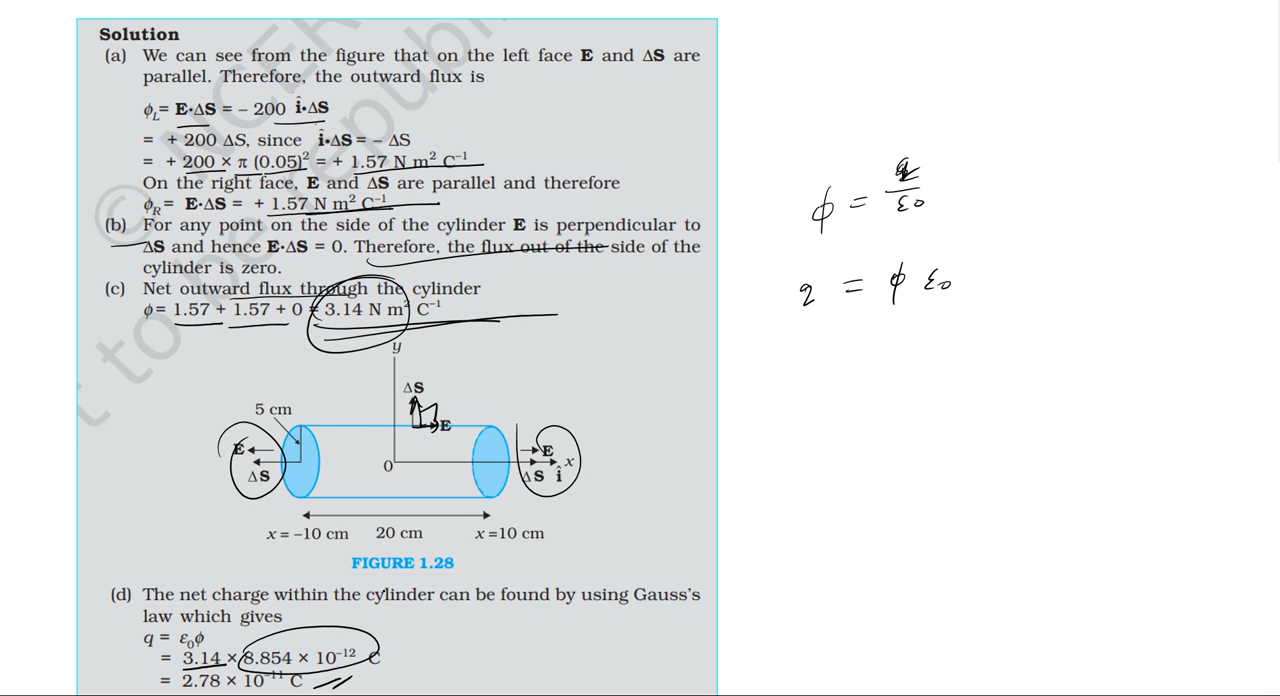 Solution
(a) We can see from the figure that on the left face E and ΔS are
parallel. Therefore, the outward flux is
ϕL= E·ΔS = – 200 î·ΔS
= + 200 ΔS, since î·ΔS = – ΔS
= + 200 × π (0.05)² = + 1.57 N m² C⁻¹
On the right face, E and ΔS are parallel and therefore
ϕR = E·ΔS = + 1.57 N m² C⁻¹
(b) For any point on the side of the cylinder E is perpendicular to
ΔS and hence E·ΔS = 0. Therefore, the flux out of the side of the
cylinder is zero.
(c) Net outward flux through the cylinder
ϕ = 1.57 + 1.57 + 0 = 3.14 N m² C⁻¹
y
ΔS
5 cm
E
E
E
0
x
ΔS
ΔS î
x = –10 cm 20 cm x =10 cm
FIGURE 1.28
(d) The net charge within the cylinder can be found by using Gauss's
law which gives
q = ε₀ϕ
= 3.14 × 8.854 × 10⁻¹² C
= 2.78 × 10⁻¹¹ C
ϕ = q/ε₀
q = ϕ ε₀
© NCERT
t to be republi